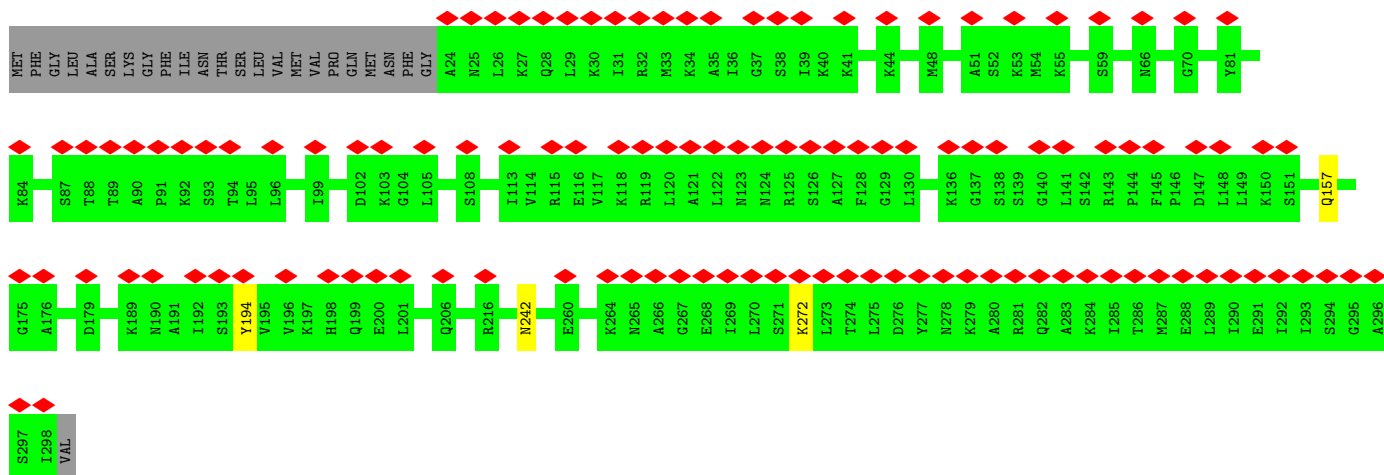 MET PHE GLY LEU ALA SER LYS GLY PHE ILE ASN THR SER LEU VAL MET VAL PRO GLN MET ASN PHE GLY A24 N25 L26 K27 Q28 L29 K30 I31 R32 M33 K34 A35 I36 G37 S38 I39 K40 K41 K44 M48 A51 S52 K53 M54 K55 S59 N66 G70 Y81
K84 S87 T88 T89 A90 P91 K92 S93 T94 L95 L96 I99 D102 K103 G104 L105 S108 I113 V114 R115 E116 V117 K118 R119 L120 A121 L122 N123 N124 R125 S126 A127 F128 G129 L130 K136 G137 S138 S139 G140 L141 S142 R143 P144 F145 P146 D147 L148 L149 K150 S151 Q157
G175 A176 D179 K189 N190 A191 I192 S193 Y194 V195 V196 K197 H198 Q199 E200 L201 Q206 R216 N242 E260 K264 N265 A266 G267 E268 I269 L270 S271 K272 L273 T274 L275 D276 Y277 N278 K279 A280 R281 Q282 A283 K284 I285 T286 M287 E288 L289 I290 E291 I292 I293 S294 G295 A296
S297 I298 VAL